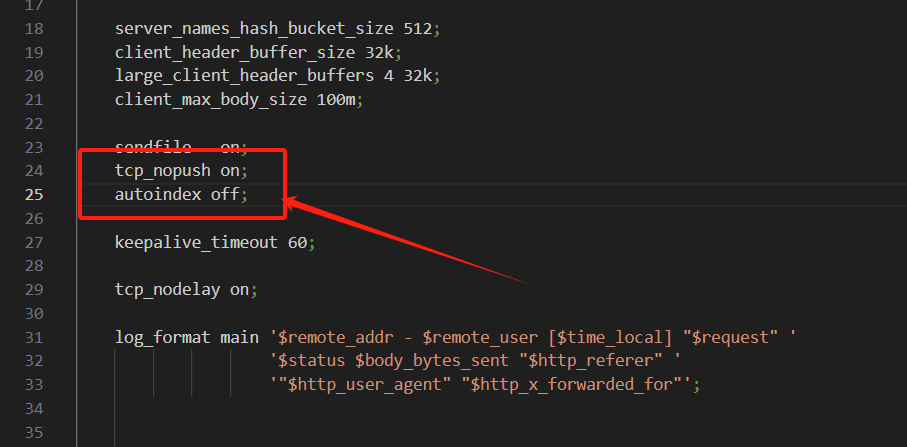 17
18 server_names_hash_bucket_size 512;
19 client_header_buffer_size 32k;
20 large_client_header_buffers 4 32k;
21 client_max_body_size 100m;
22
23 sendfile on;
24 tcp_nopush on;
25 autoindex off;
26
27 keepalive_timeout 60;
28
29 tcp_nodelay on;
30
31 log_format main '$remote_addr - $remote_user [$time_local] "$request" '
32 '$status $body_bytes_sent "$http_referer" '
33 '"$http_user_agent" "$http_x_forwarded_for"';
34
35